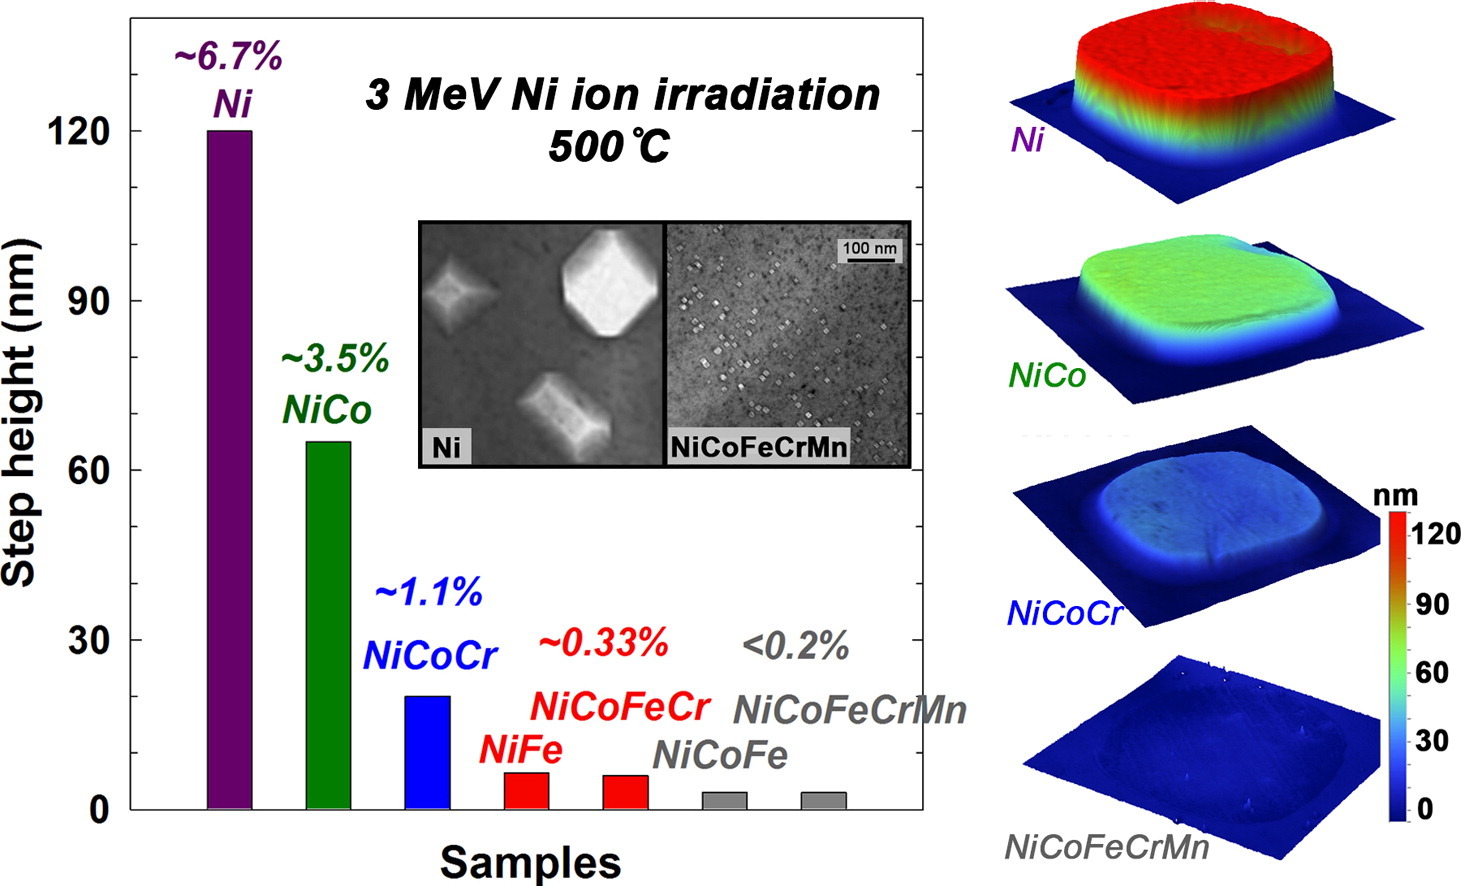 ~6.7%
Ni
3 MeV Ni ion irradiation
500°C
~3.5%
NiCo
~1.1%
NiCoCr
~0.33%
NiCoFeCr
NiFe
<0.2%
NiCoFeCrMn
NiCoFe
Step height (nm)
120
90
60
30
0
Samples
Ni
100 nm
NiCoFeCrMn
Ni
NiCo
NiCoCr
NiCoFeCrMn
nm
120
90
60
30
0